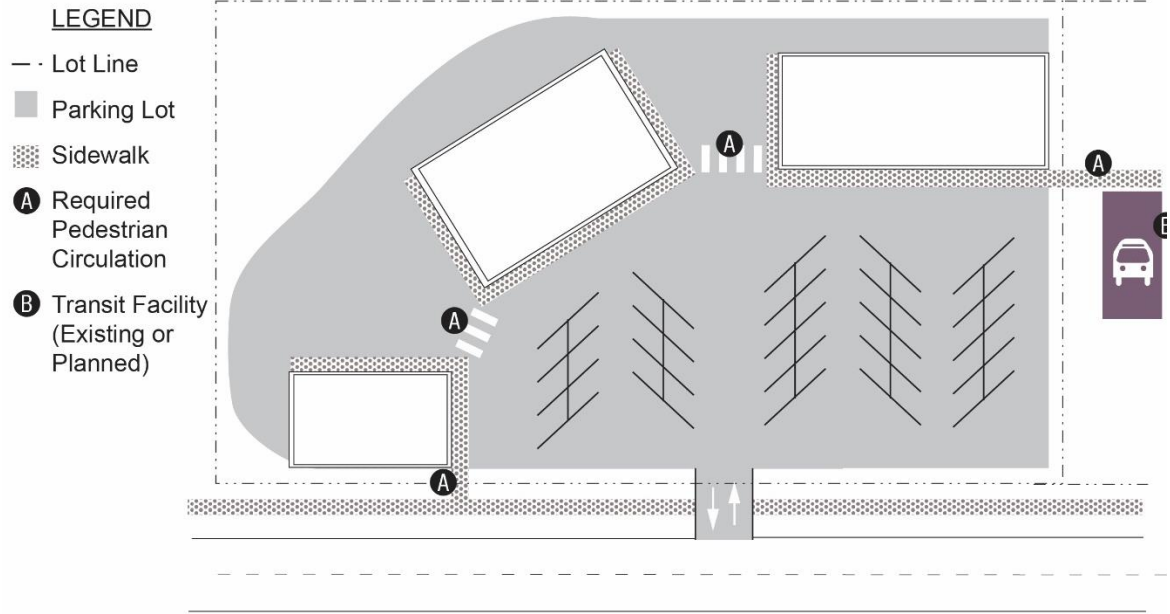 LEGEND
Lot Line
Parking Lot
Sidewalk
A Required
Pedestrian
Circulation
B Transit Facility
(Existing or
Planned)
A
A
B
A
A